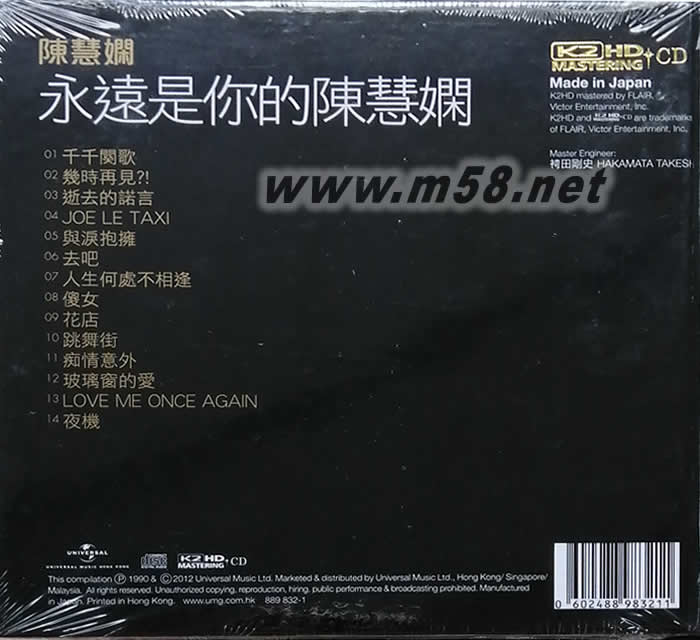 陳慧嫻
永遠是你的陳慧嫻
K2 HD MASTERING + CD
Made in Japan
K2HD mastered by FLAIR,
Victor Entertainment, Inc.
K2HD and K2 HD MASTERING + CD are trademarks
of FLAIR, Victor Entertainment, Inc.
Master Engineer:
袴田剛史 HAKAMATA TAKESHI
01 千千闋歌
02 幾時再見?!
03 逝去的諾言
04 JOE LE TAXI
05 與淚抱擁
06 去吧
07 人生何處不相逢
08 傻女
09 花店
10 跳舞街
11 痴情意外
12 玻璃窗的愛
13 LOVE ME ONCE AGAIN
14 夜機
www.m58.net
UNIVERSAL
UNIVERSAL MUSIC HONG KONG
K2 HD MASTERING + CD
This compilation ℗ 1990 & © 2012 Universal Music Ltd. Marketed & distributed by Universal Music Ltd., Hong Kong/ Singapore/
Malaysia. All rights reserved. Unauthorized copying, reproduction, hiring, public performance & broadcasting prohibited. Manufactured
in Japan. Printed in Hong Kong. www.umg.com.hk 889 832-1
0 602488 983211